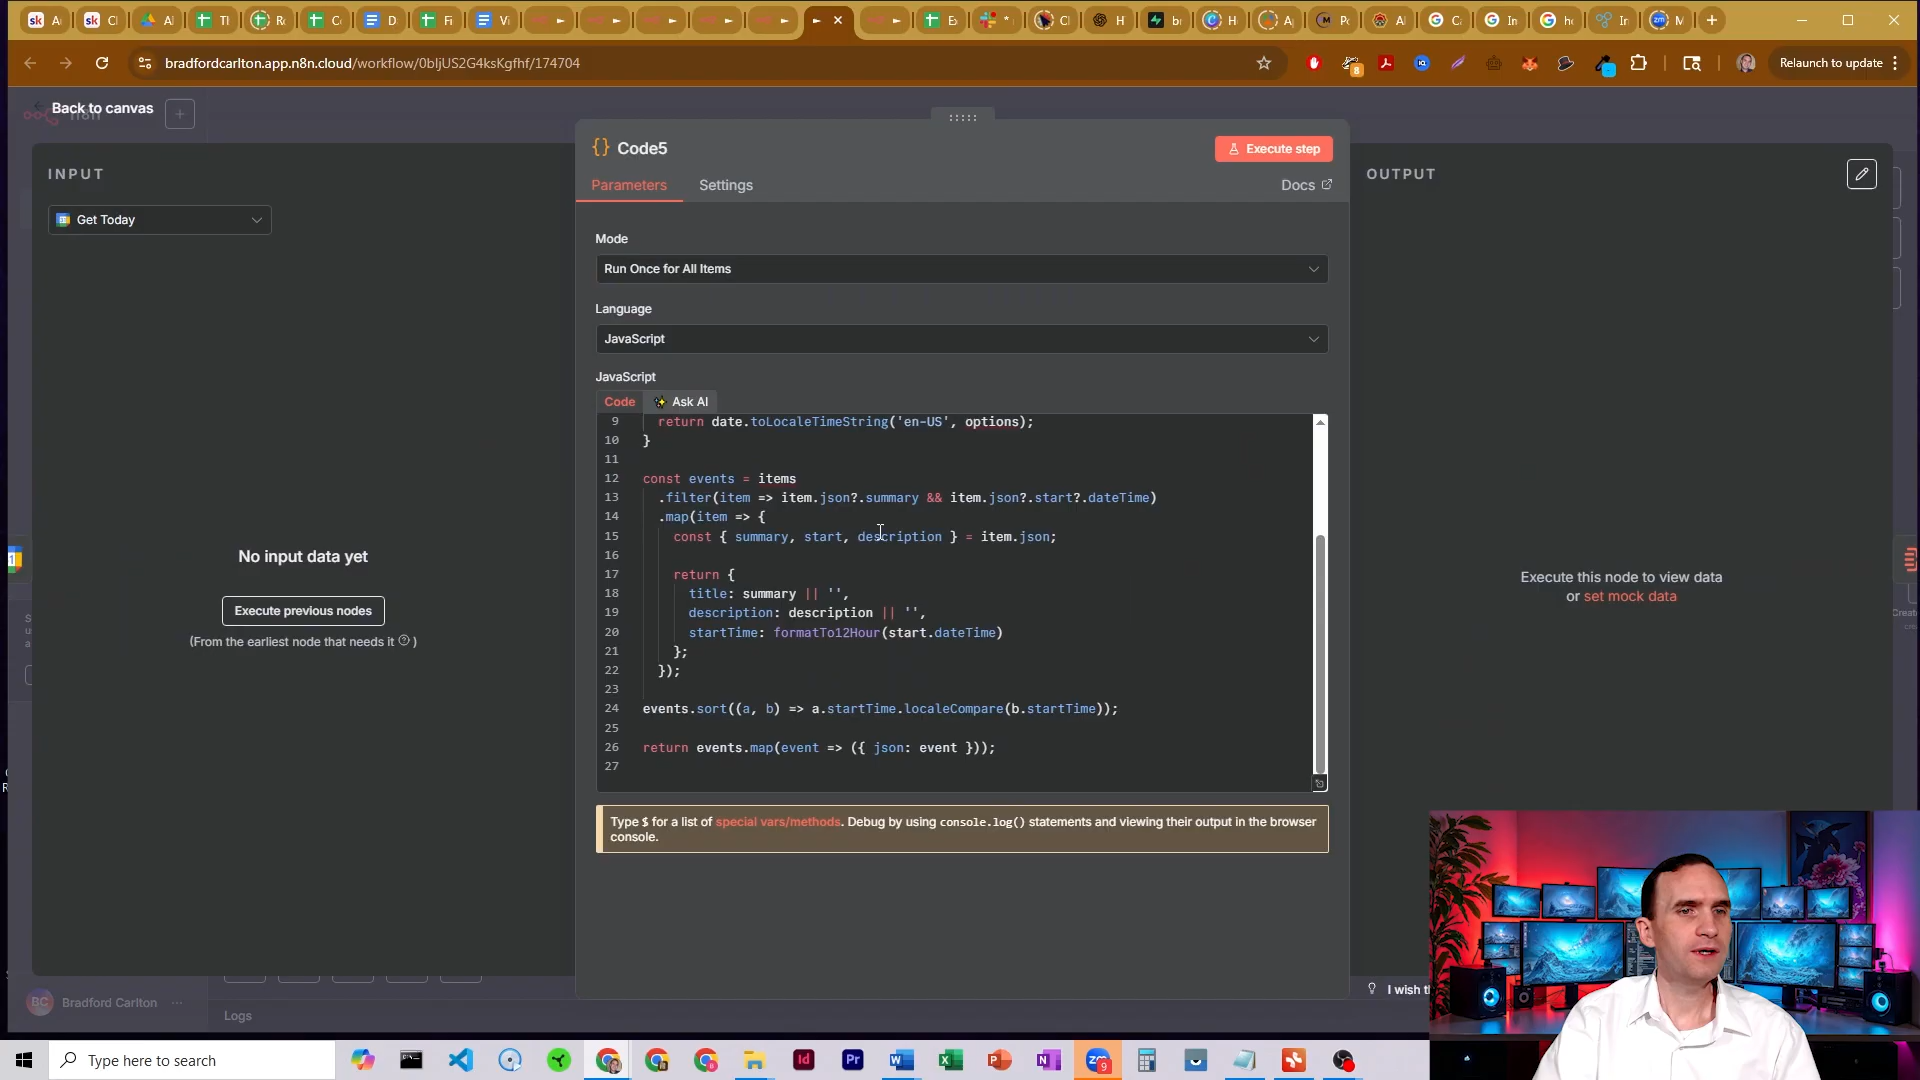 bradfordcarlton.app.n8n.cloud/workflow/0bljUS2G4ksKgfhf/174704
Relaunch to update
Back to canvas
INPUT
Get Today
No input data yet
Execute previous nodes
(From the earliest node that needs it ? )
Code5
Execute step
Parameters
Settings
Docs
Mode
Run Once for All Items
Language
JavaScript
JavaScript
Code
Ask AI
9 return date.toLocaleTimeString('en-US', options);
10 }
11
12 const events = items
13 .filter(item => item.json?.summary && item.json?.start?.dateTime)
14 .map(item => {
15 const { summary, start, description } = item.json;
16
17 return {
18 title: summary || '',
19 description: description || '',
20 startTime: formatTo12Hour(start.dateTime)
21 };
22 });
23
24 events.sort((a, b) => a.startTime.localeCompare(b.startTime));
25
26 return events.map(event => ({ json: event }));
27
Type $ for a list of special vars/methods. Debug by using console.log() statements and viewing their output in the browser
console.
OUTPUT
Execute this node to view data
or set mock data
I wish th
BC
Bradford Carlton
Logs
Type here to search